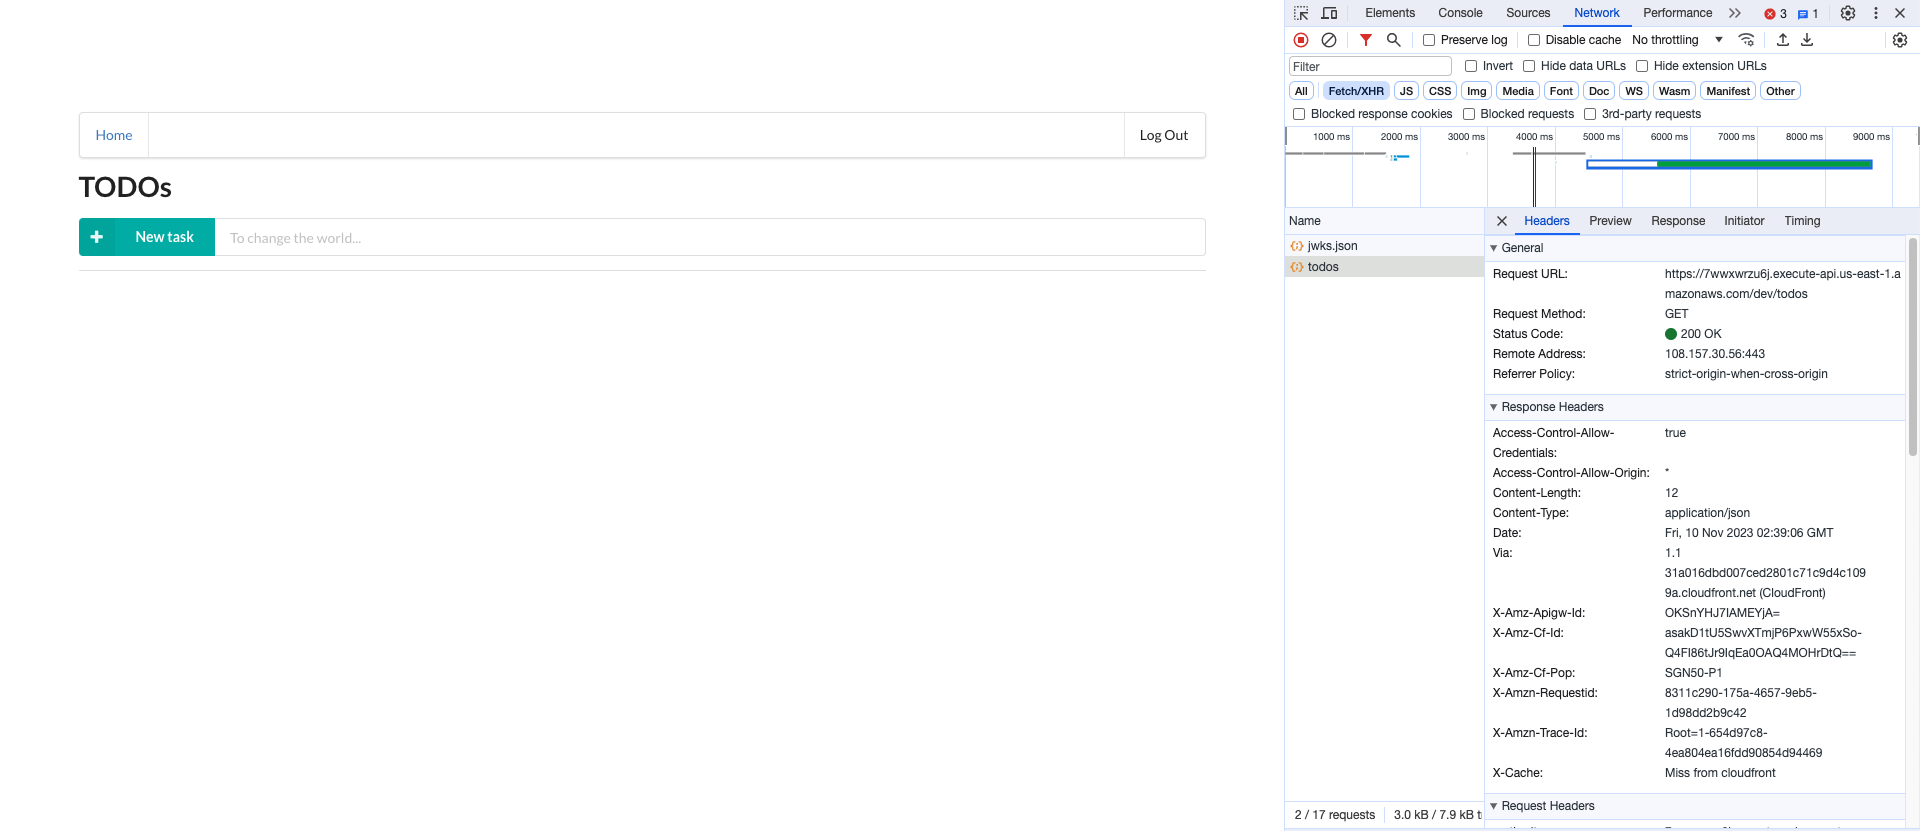 Home
Log Out
TODOs
New task
To change the world...
Elements Console Sources Network Performance 3 1
Preserve log Disable cache No throttling
Filter Invert Hide data URLs Hide extension URLs
All Fetch/XHR JS CSS Img Media Font Doc WS Wasm Manifest Other
Blocked response cookies Blocked requests 3rd-party requests
1000 ms 2000 ms 3000 ms 4000 ms 5000 ms 6000 ms 7000 ms 8000 ms 9000 ms
Name
jwks.json
todos
Headers Preview Response Initiator Timing
General
Request URL: https://7wwxwrzu6j.execute-api.us-east-1.a
mazonaws.com/dev/todos
Request Method: GET
Status Code: 200 OK
Remote Address: 108.157.30.56:443
Referrer Policy: strict-origin-when-cross-origin
Response Headers
Access-Control-Allow- true
Credentials:
Access-Control-Allow-Origin: *
Content-Length: 12
Content-Type: application/json
Date: Fri, 10 Nov 2023 02:39:06 GMT
Via: 1.1
31a016dbd007ced2801c71c9d4c109
9a.cloudfront.net (CloudFront)
X-Amz-Apigw-Id: OKSnYHJ7IAMEYjA=
X-Amz-Cf-Id: asakD1tU5SwvXTmjP6PxwW55xSo-
Q4FI86tJr9IqEa0OAQ4MOHrDtQ==
X-Amz-Cf-Pop: SGN50-P1
X-Amzn-Requestid: 8311c290-175a-4657-9eb5-
1d98dd2b9c42
X-Amzn-Trace-Id: Root=1-654d97c8-
4ea804ea16fdd90854d94469
X-Cache: Miss from cloudfront
Request Headers
2 / 17 requests 3.0 kB / 7.9 kB